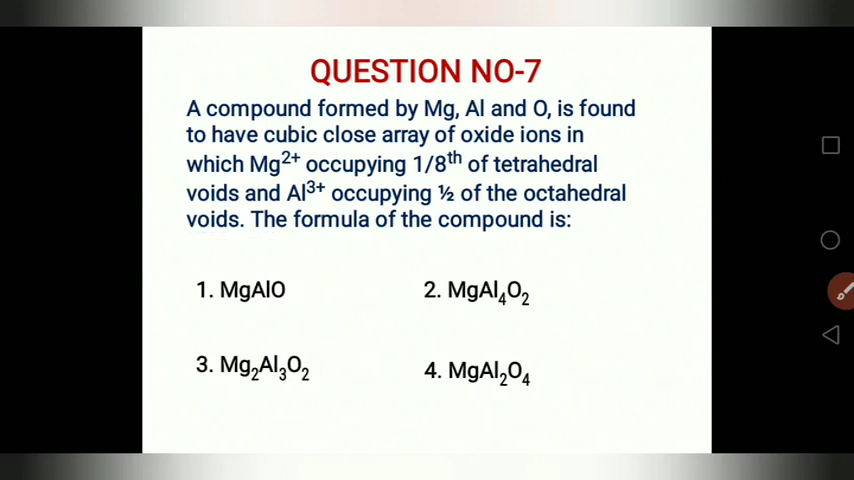 QUESTION NO-7
A compound formed by Mg, Al and O, is found
to have cubic close array of oxide ions in
which Mg²⁺ occupying 1/8ᵗʰ of tetrahedral
voids and Al³⁺ occupying ½ of the octahedral
voids. The formula of the compound is:
1. MgAlO 2. MgAl₄O₂
3. Mg₂Al₃O₂ 4. MgAl₂O₄